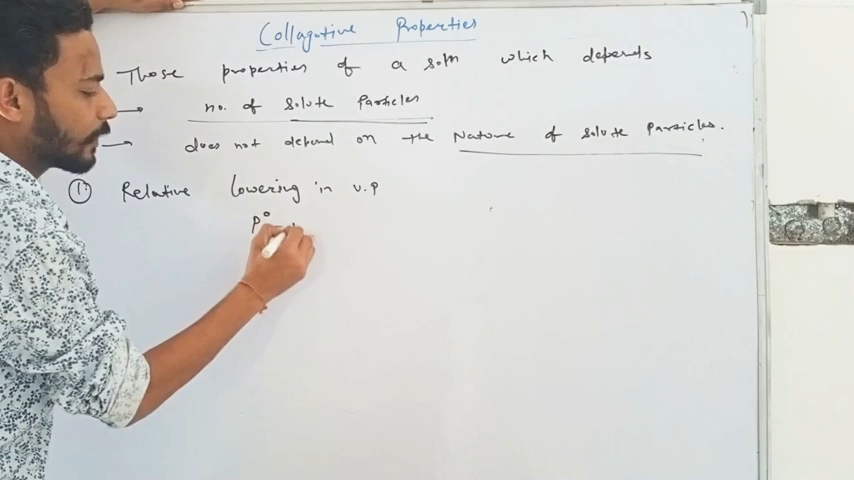 Collagutive Properties
Those properties of a soln which depends
→ no. of Solute Particles
→ does not depend on the Nature of Solute Particles.
① Relative lowering in v.p
P° -